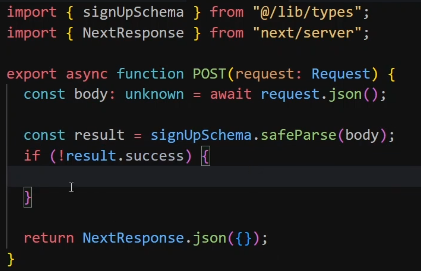 import { signUpSchema } from "@/lib/types";
import { NextResponse } from "next/server";
export async function POST(request: Request) {
const body: unknown = await request.json();
const result = signUpSchema.safeParse(body);
if (!result.success) {
}
return NextResponse.json({});
}